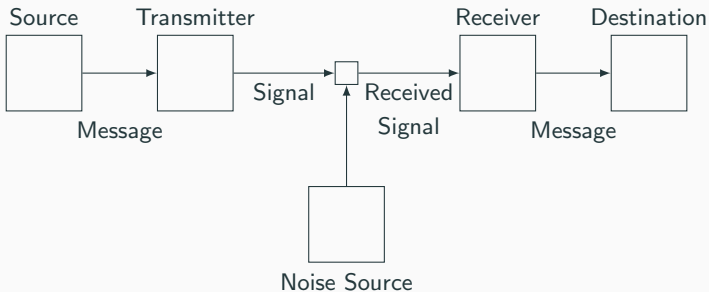 Source
Transmitter
Receiver
Destination
Signal
Received
Signal
Message
Message
Noise Source